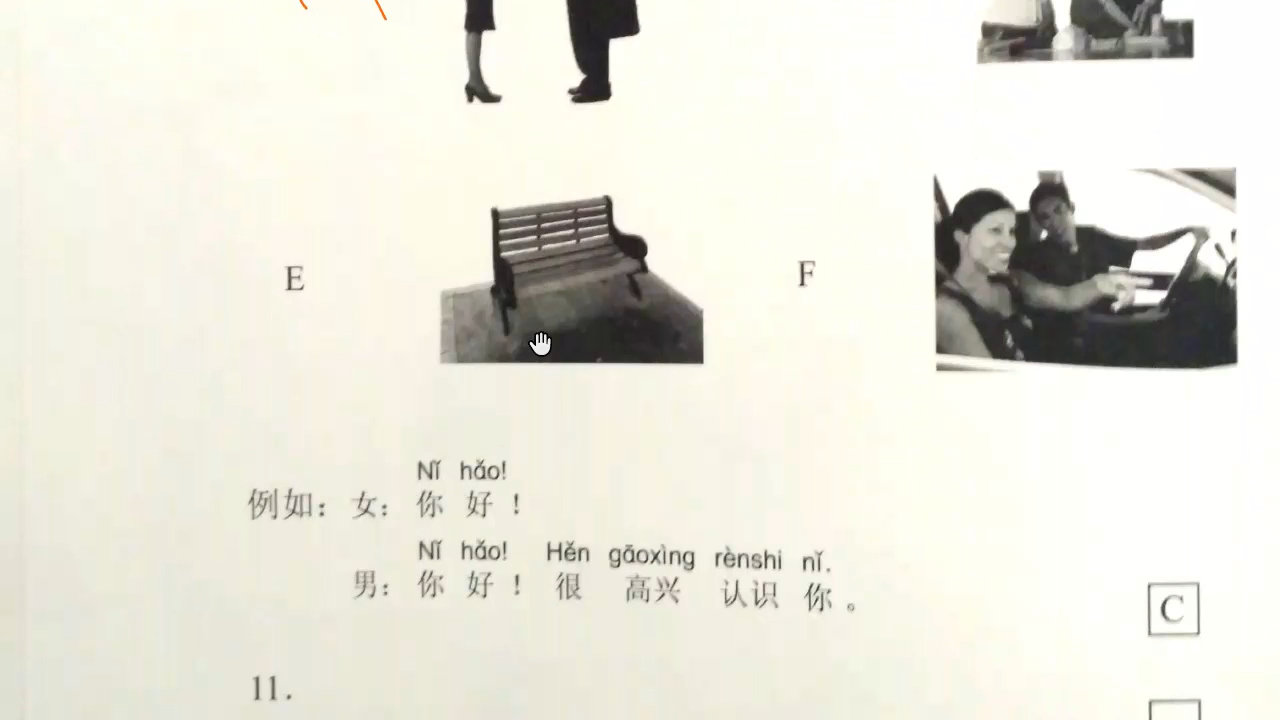 E
F
Nǐ hǎo!
例如：女：你 好！
Nǐ hǎo! Hěn gāoxìng rènshi nǐ.
男：你 好！ 很 高兴 认识 你。
C
11.